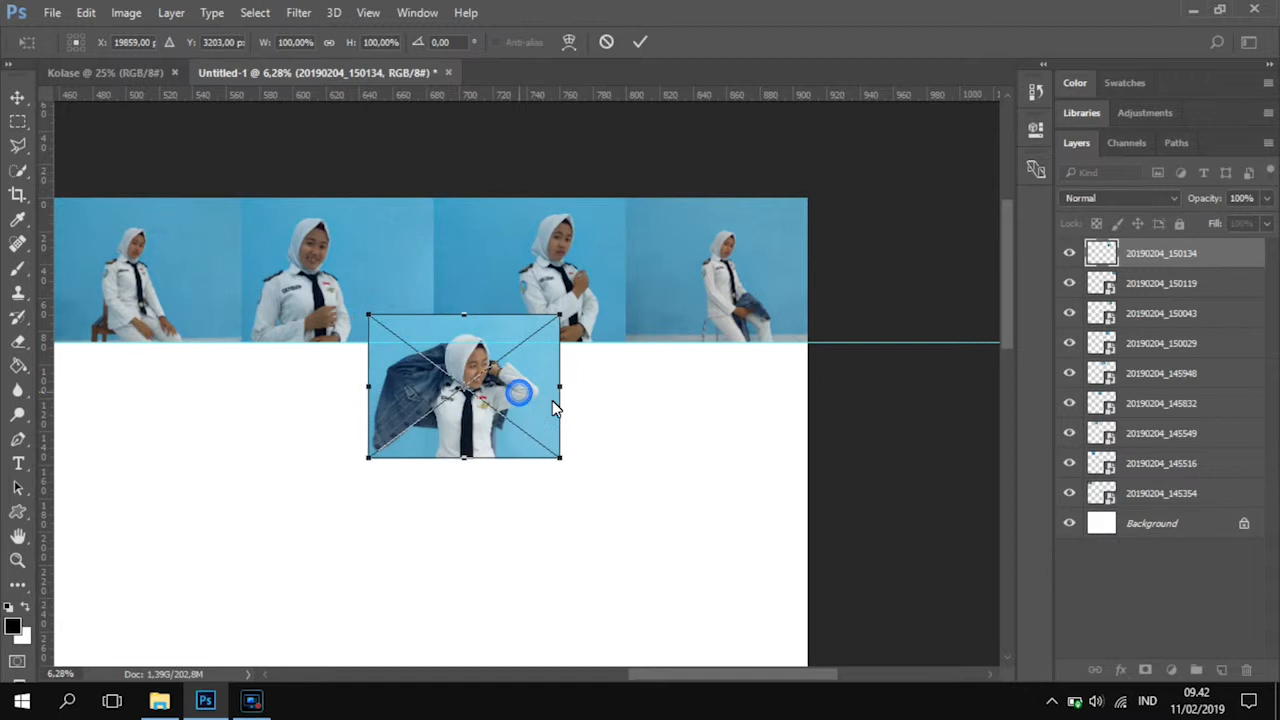 Ps File Edit Image Layer Type Select Filter 3D View Window Help
X: 19859,00 p Y: 3203,00 p: W: 100,00% H: 100,00% 0,00 ° Anti-alias
Kolase @ 25% (RGB/8#) × Untitled-1 @ 6,28% (20190204_150134, RGB/8#) * ×
460 480 500 520 540 560 580 600 620 640 660 680 700 720 740 760 780 800 820 840 860 880 900 920 940 960 1000
Color Swatches
Libraries Adjustments
Layers Channels Paths
Kind
Normal Opacity: 100%
Lock: Fill: 100%
20190204_150134
20190204_150119
20190204_150043
20190204_150029
20190204_145948
20190204_145832
20190204_145549
20190204_145516
20190204_145354
Background
6,28% Doc: 1,39G/202,8M
Ps IND 09.42
11/02/2019